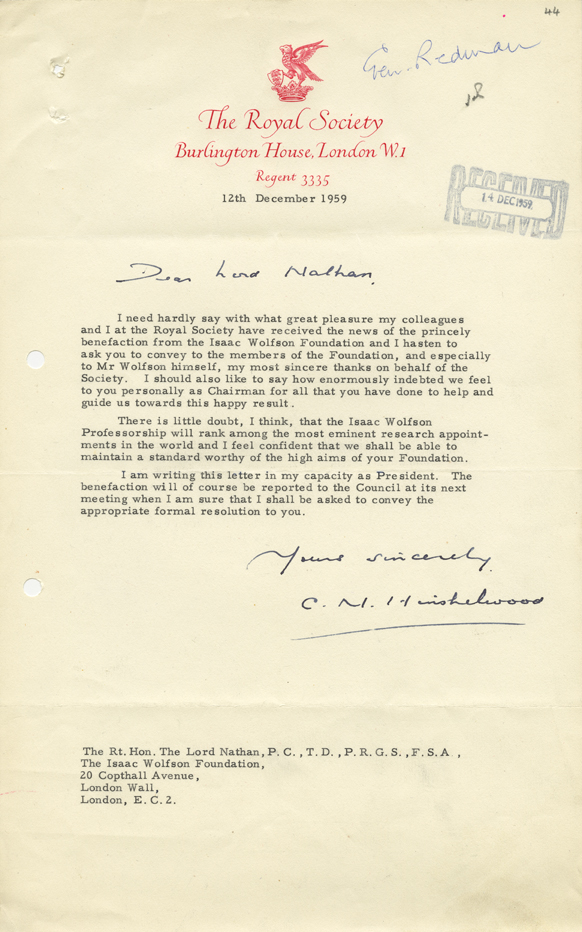 44
Gen. Redman
The Royal Society
Burlington House, London W.1
Regent 3335
12th December 1959
RECEIVED
14 DEC 1959
RECEIVED
Dear Lord Nathan,
I need hardly say with what great pleasure my colleagues
and I at the Royal Society have received the news of the princely
benefaction from the Isaac Wolfson Foundation and I hasten to
ask you to convey to the members of the Foundation, and especially
to Mr Wolfson himself, my most sincere thanks on behalf of the
Society. I should also like to say how enormously indebted we feel
to you personally as Chairman for all that you have done to help and
guide us towards this happy result.
There is little doubt, I think, that the Isaac Wolfson
Professorship will rank among the most eminent research appoint-
ments in the world and I feel confident that we shall be able to
maintain a standard worthy of the high aims of your Foundation.
I am writing this letter in my capacity as President. The
benefaction will of course be reported to the Council at its next
meeting when I am sure that I shall be asked to convey the
appropriate formal resolution to you.
Yours sincerely,
C. N. Hinshelwood
The Rt. Hon. The Lord Nathan, P.C., T.D., P.R.G.S., F.S.A.,
The Isaac Wolfson Foundation,
20 Copthall Avenue,
London Wall,
London, E.C.2.